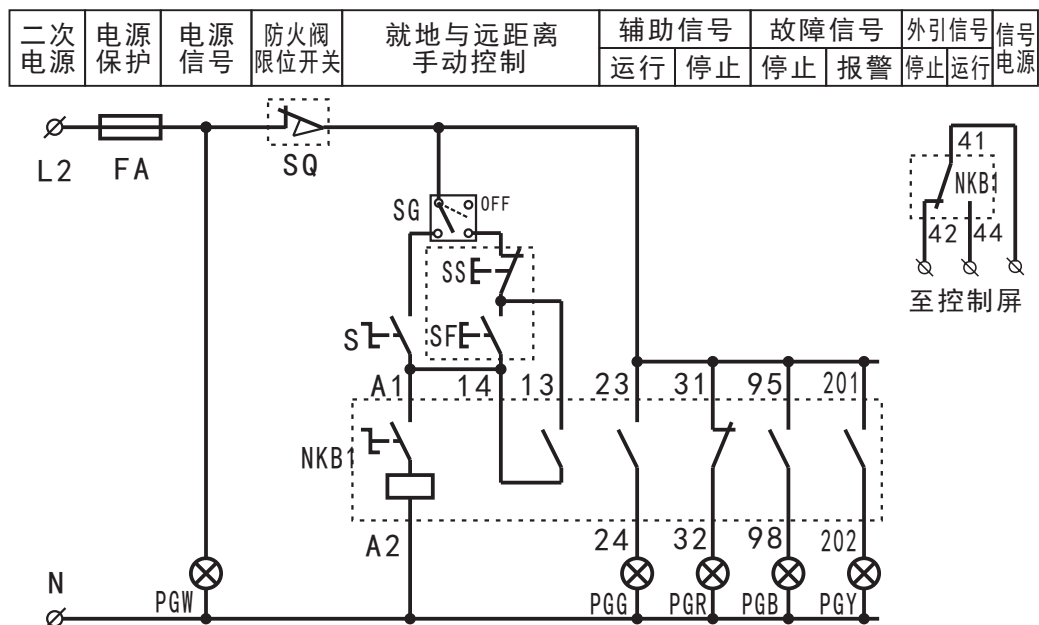 二次电源
电源保护
电源信号
防火阀限位开关
就地与远距离手动控制
辅助信号
故障信号
外引信号
信号电源
运行
停止
停止
报警
停止
运行
L2
FA
SQ
41
NKB1
42
44
至控制屏
SG
OFF
SS
S
SF
A1
14
13
23
31
95
201
NKB1
A2
24
32
98
202
N
PGW
PGG
PGR
PGB
PGY